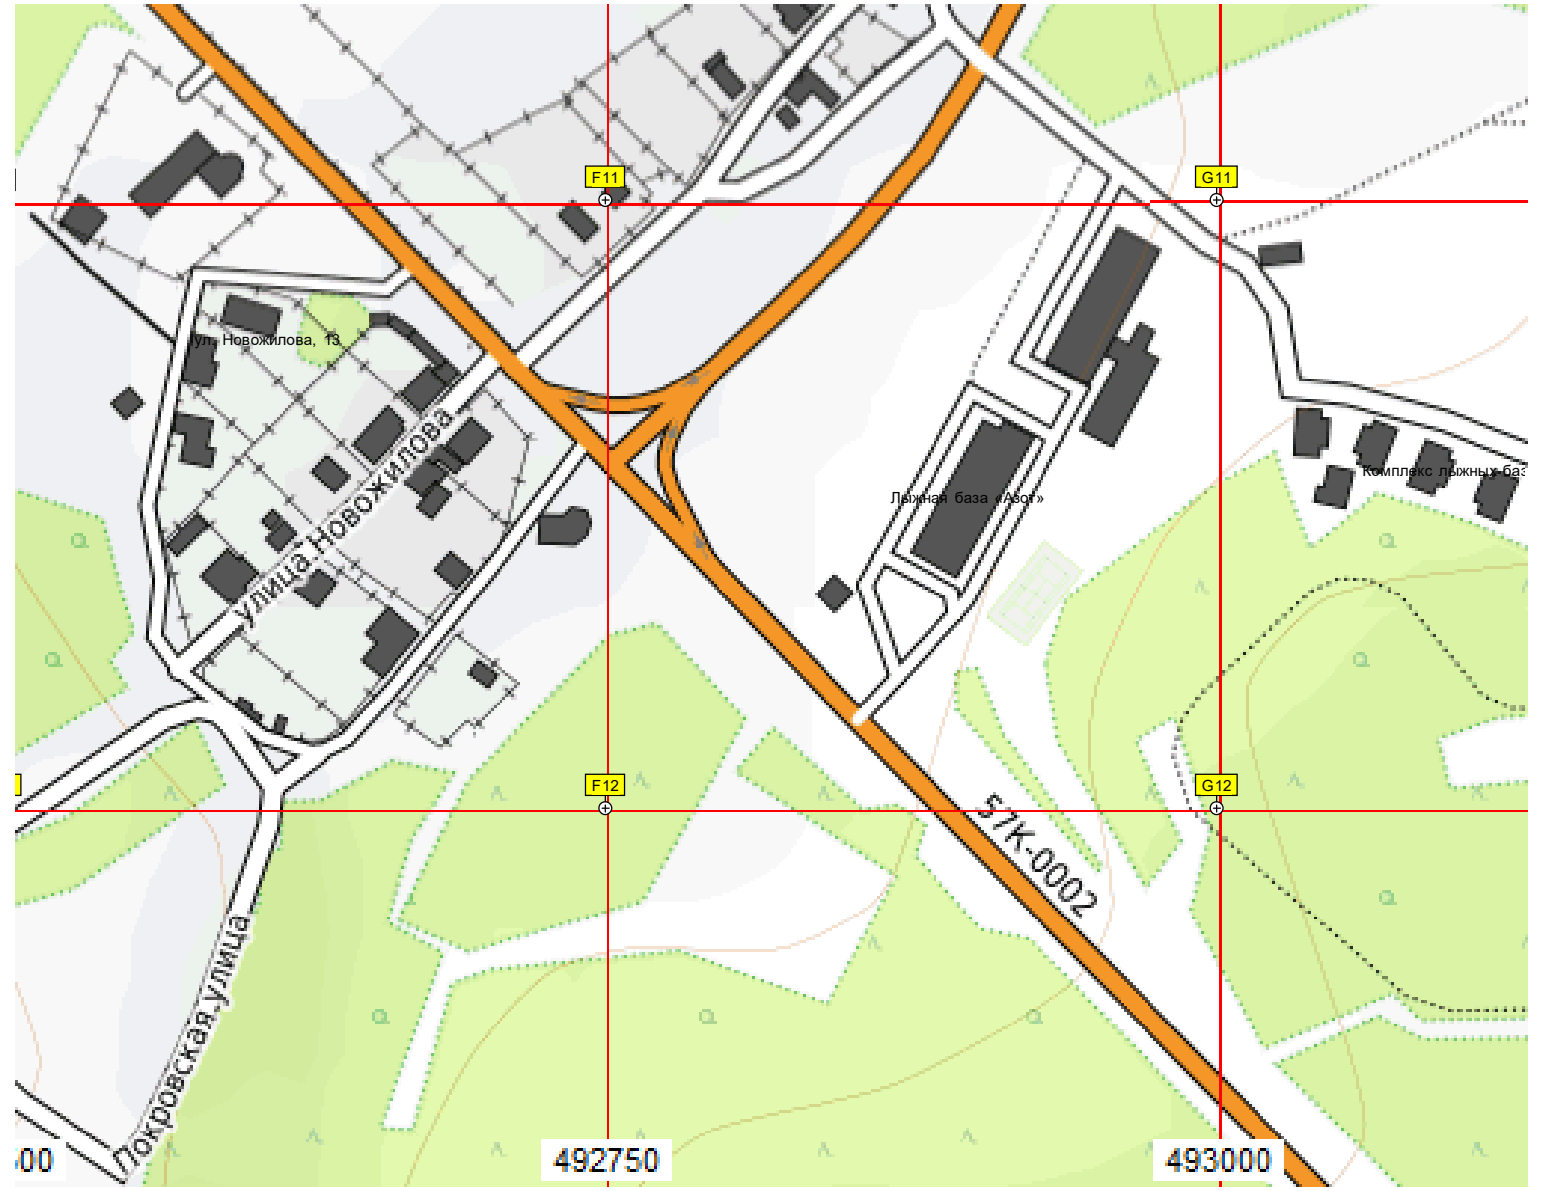 F11
G11
ул. Новожилова, 13
улица Новожилова
Лыжная база «Азот»
Комплекс лыжных баз
F12
G12
57К-0002
Покровская улица
00
492750
493000